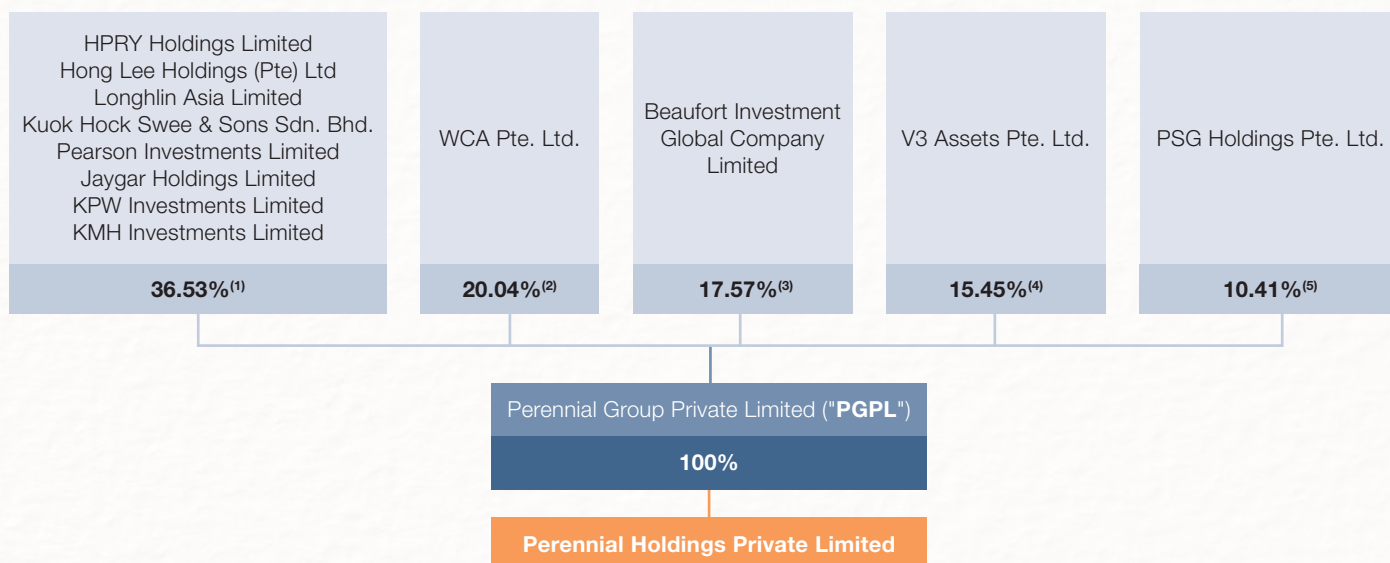 HPRY Holdings Limited
Hong Lee Holdings (Pte) Ltd
Longhlin Asia Limited
Kuok Hock Swee & Sons Sdn. Bhd.
Pearson Investments Limited
Jaygar Holdings Limited
KPW Investments Limited
KMH Investments Limited
36.53%(1)
WCA Pte. Ltd.
20.04%(2)
Beaufort Investment
Global Company
Limited
17.57%(3)
V3 Assets Pte. Ltd.
15.45%(4)
PSG Holdings Pte. Ltd.
10.41%(5)
Perennial Group Private Limited ("PGPL")
100%
Perennial Holdings Private Limited